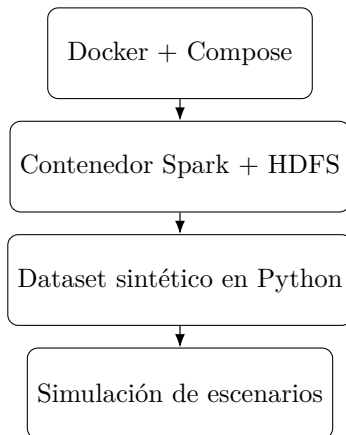 Docker + Compose
Contenedor Spark + HDFS
Dataset sintético en Python
Simulación de escenarios